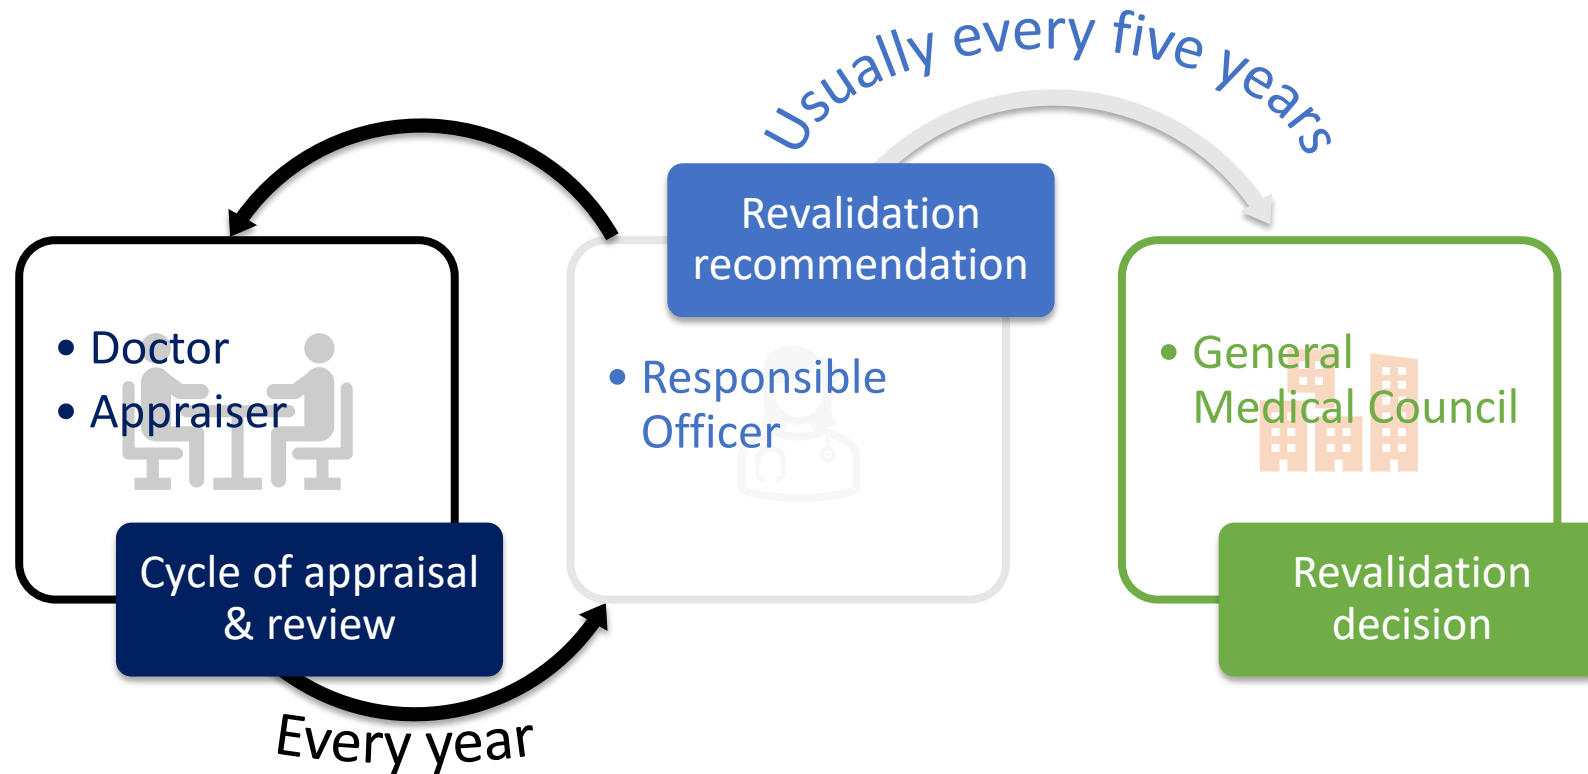 Usually every five years
Revalidation
recommendation
• Doctor
• Appraiser
• Responsible
Officer
• General
Medical Council
Cycle of appraisal
& review
Revalidation
decision
Every year